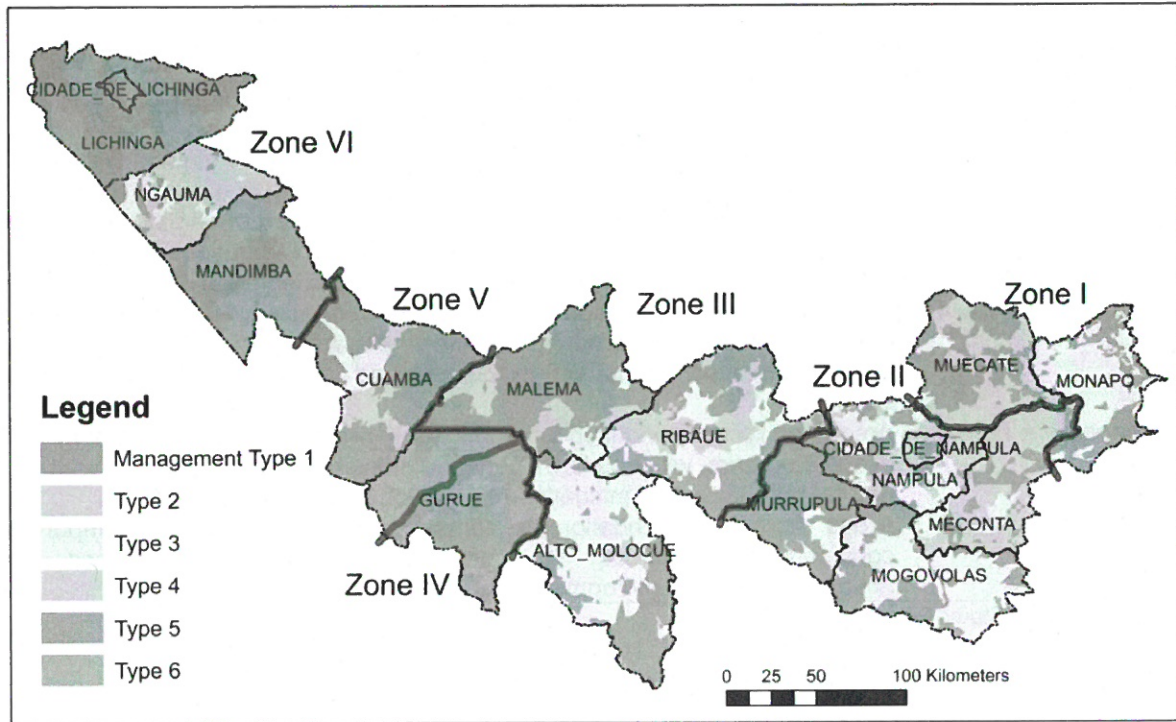 CIDADE_DE_LICHINGA
LICHINGA
Zone VI
NGAUMA
MANDIMBA
Zone V
Zone III
Zone I
CUAMBA
MALEMA
Zone II
MUECATE
MONAPO
RIBAUE
CIDADE_DE_NAMPULA
NAMPULA
GURUE
MURRUPULA
MECONTA
ALTO_MOLOCUE
MOGOVOLAS
Zone IV
Legend
Management Type 1
Type 2
Type 3
Type 4
Type 5
Type 6
0 25 50 100 Kilometers